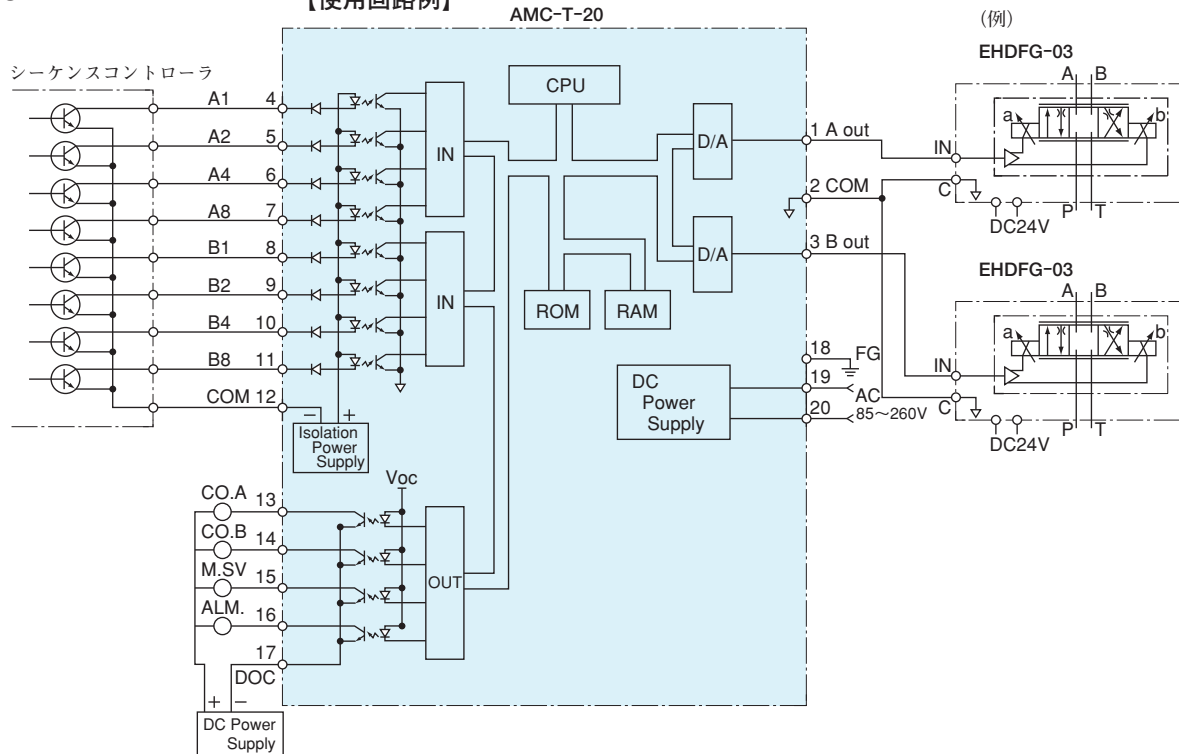 【使用回路例】
AMC-T-20
(例)
シーケンスコントローラ
A1 4
A2 5
A4 6
A8 7
B1 8
B2 9
B4 10
B8 11
COM 12
IN
IN
CPU
ROM
RAM
D/A
D/A
1 A out
2 COM
3 B out
18 FG
19
AC
20
85～260V
DC
Power
Supply
− +
Isolation
Power
Supply
Voc
CO.A 13
CO.B 14
M.SV 15
ALM. 16
17
DOC
OUT
+ −
DC Power
Supply
EHDFG-03
A B
a b
IN
C
P T
DC24V
EHDFG-03
A B
a b
IN
C
P T
DC24V